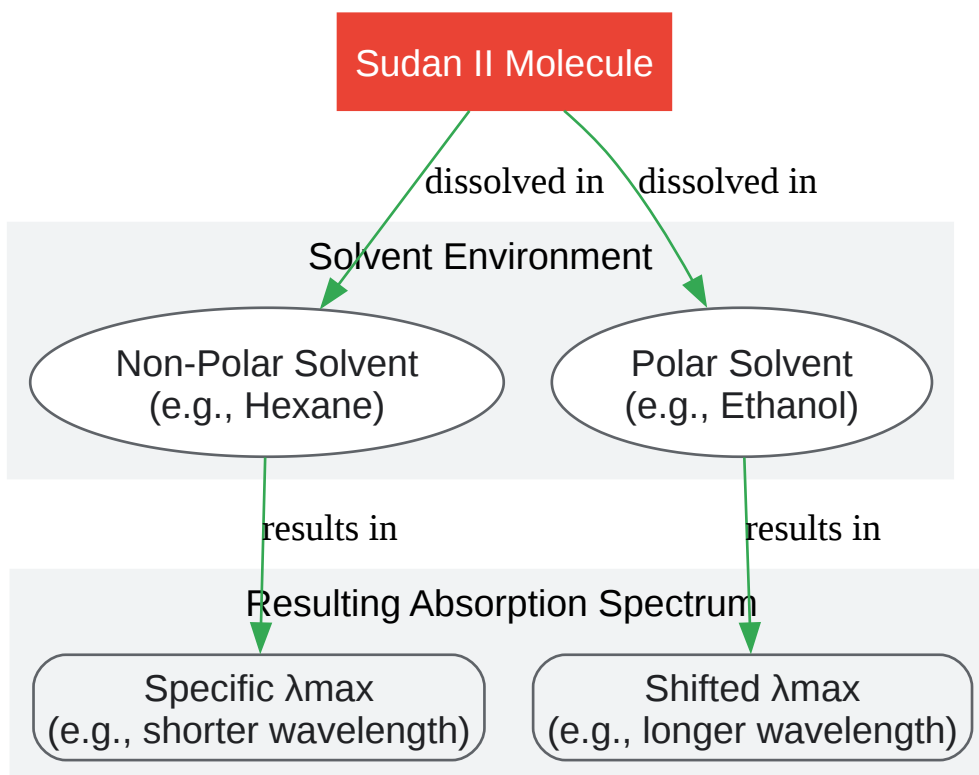 Sudan II Molecule
dissolved in
dissolved in
Solvent Environment
Non-Polar Solvent
(e.g., Hexane)
Polar Solvent
(e.g., Ethanol)
results in
results in
Resulting Absorption Spectrum
Specific λmax
(e.g., shorter wavelength)
Shifted λmax
(e.g., longer wavelength)